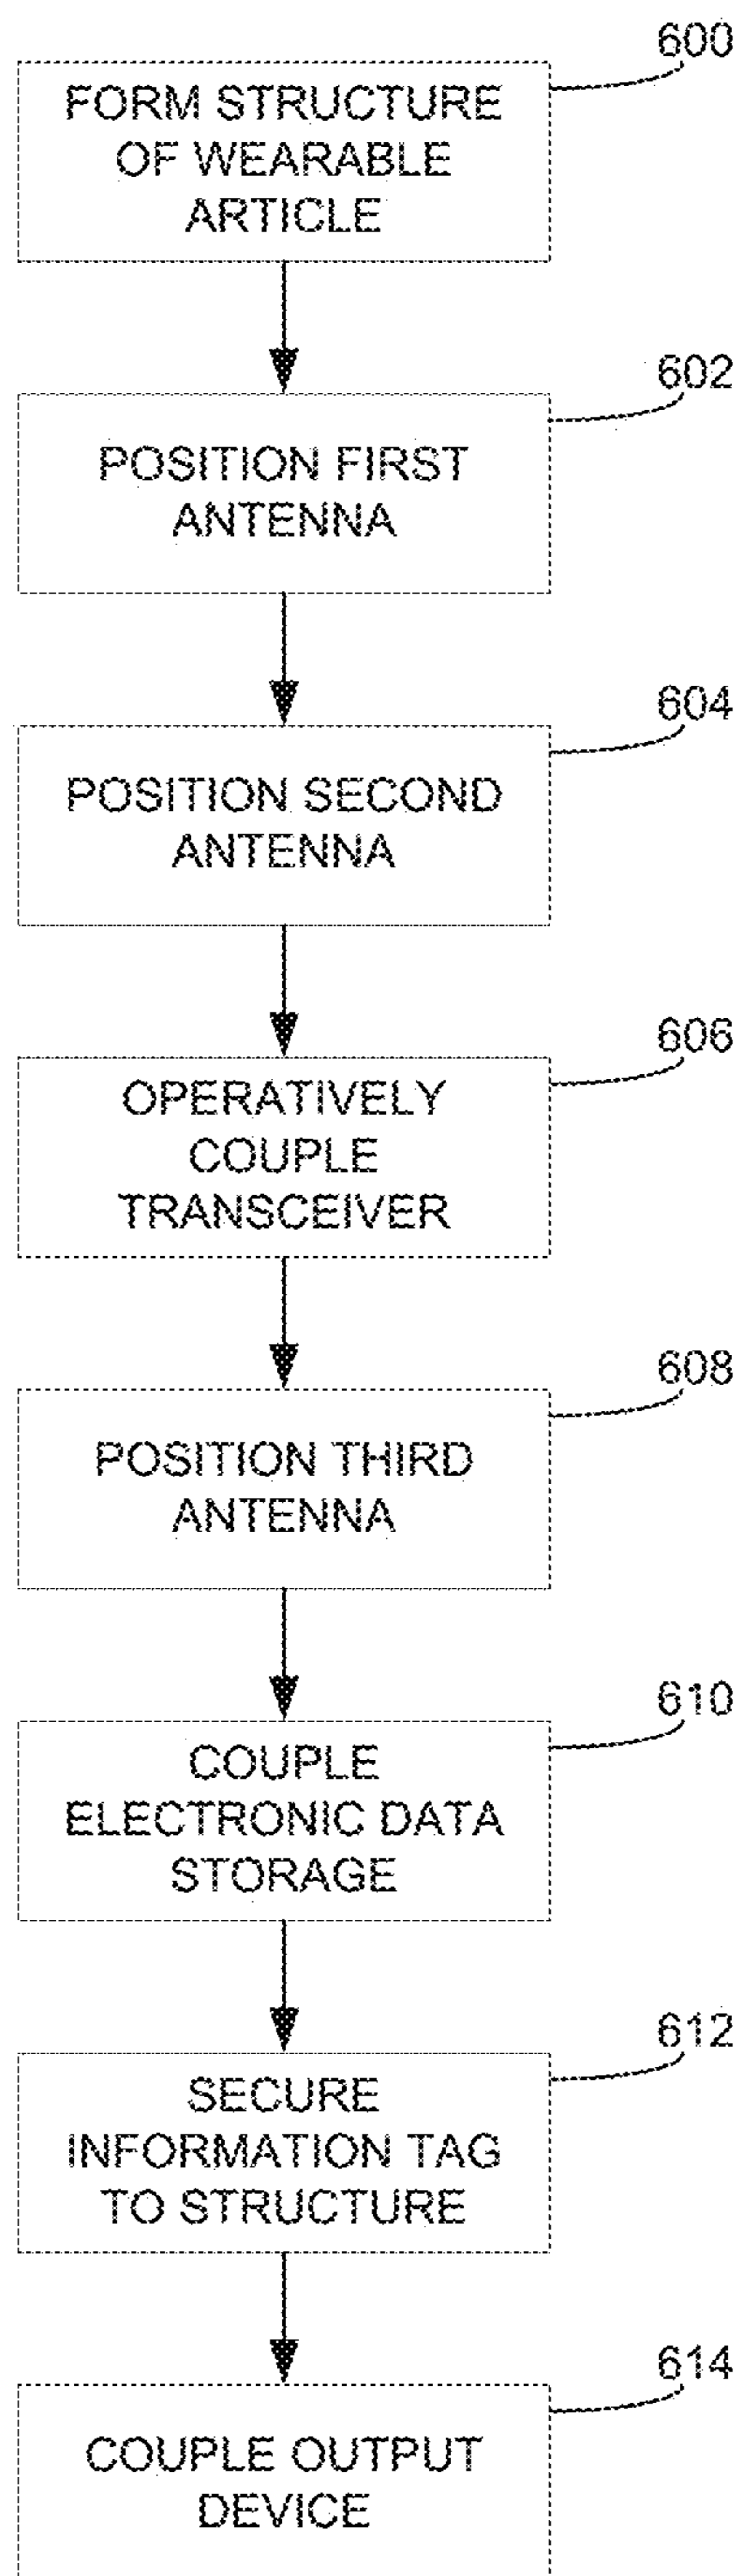 600
FORM STRUCTURE
OF WEARABLE
ARTICLE
602
POSITION FIRST
ANTENNA
604
POSITION SECOND
ANTENNA
606
OPERATIVELY
COUPLE
TRANSCEIVER
608
POSITION THIRD
ANTENNA
610
COUPLE
ELECTRONIC DATA
STORAGE
612
SECURE
INFORMATION TAG
TO STRUCTURE
614
COUPLE OUTPUT
DEVICE